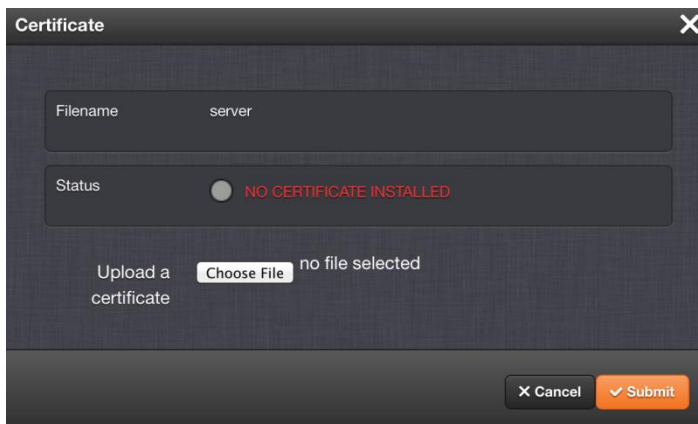 Certificate
Filename server
Status NO CERTIFICATE INSTALLED
Upload a
certificate
Choose File no file selected
Cancel Submit